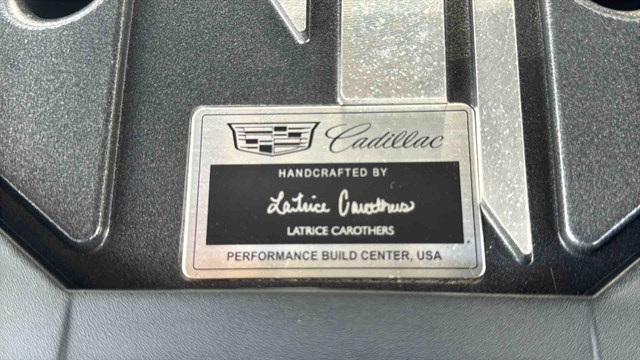 Cadillac
HANDCRAFTED BY
Latrice Carothers
LATRICE CAROTHERS
PERFORMANCE BUILD CENTER, USA